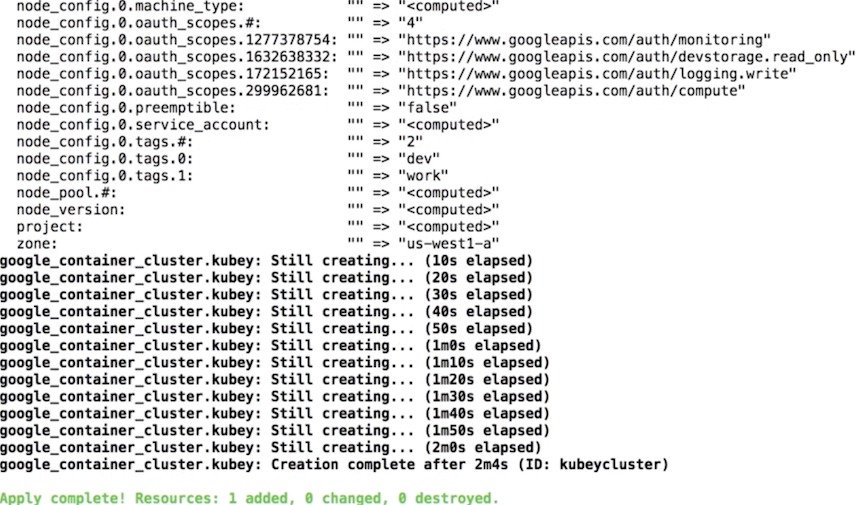 node_config.0.machine_type: "" => "<computed>"
node_config.0.oauth_scopes.#: "" => "4"
node_config.0.oauth_scopes.1277378754: "" => "https://www.googleapis.com/auth/monitoring"
node_config.0.oauth_scopes.1632638332: "" => "https://www.googleapis.com/auth/devstorage.read_only"
node_config.0.oauth_scopes.172152165: "" => "https://www.googleapis.com/auth/logging.write"
node_config.0.oauth_scopes.299962681: "" => "https://www.googleapis.com/auth/compute"
node_config.0.preemptible: "" => "false"
node_config.0.service_account: "" => "<computed>"
node_config.0.tags.#: "" => "2"
node_config.0.tags.0: "" => "dev"
node_config.0.tags.1: "" => "work"
node_pool.#: "" => "<computed>"
node_version: "" => "<computed>"
project: "" => "<computed>"
zone: "" => "us-west1-a"
google_container_cluster.kubey: Still creating... (10s elapsed)
google_container_cluster.kubey: Still creating... (20s elapsed)
google_container_cluster.kubey: Still creating... (30s elapsed)
google_container_cluster.kubey: Still creating... (40s elapsed)
google_container_cluster.kubey: Still creating... (50s elapsed)
google_container_cluster.kubey: Still creating... (1m0s elapsed)
google_container_cluster.kubey: Still creating... (1m10s elapsed)
google_container_cluster.kubey: Still creating... (1m20s elapsed)
google_container_cluster.kubey: Still creating... (1m30s elapsed)
google_container_cluster.kubey: Still creating... (1m40s elapsed)
google_container_cluster.kubey: Still creating... (1m50s elapsed)
google_container_cluster.kubey: Still creating... (2m0s elapsed)
google_container_cluster.kubey: Creation complete after 2m4s (ID: kubeycluster)
Apply complete! Resources: 1 added, 0 changed, 0 destroyed.